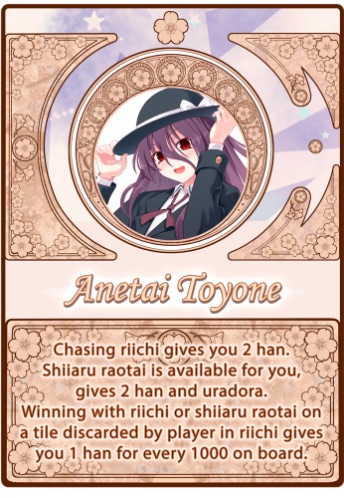 Anetai Toyone
Chasing riichi gives you 2 han.
Shiiaru raotai is available for you,
gives 2 han and uradora.
Winning with riichi or shiiaru raotai on
a tile discarded by player in riichi gives
you 1 han for every 1000 on board.